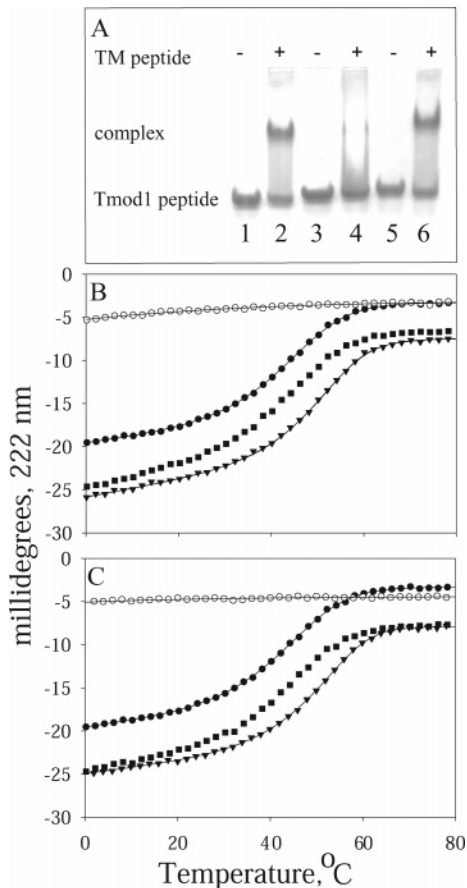 A
TM peptide - + - + - +
complex
Tmod1 peptide
1 2 3 4 5 6
B
0
-5
-10
-15
-20
-25
-30
C
0
-5
-10
-15
-20
-25
-30
millidegrees, 222 nm
0 20 40 60 80
Temperature, °C